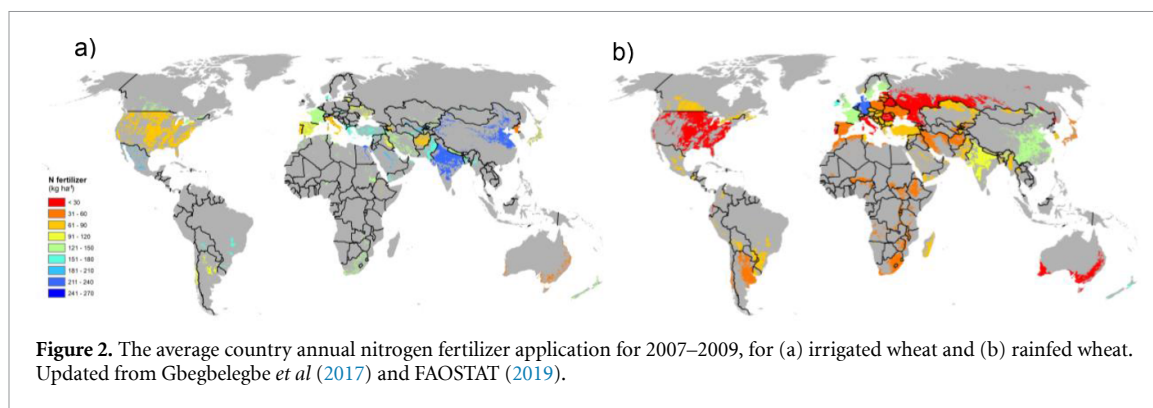 a)
b)
N fertilizer
(kg ha⁻¹)
< 30
31 - 60
61 - 90
91 - 120
121 - 150
151 - 180
181 - 210
211 - 240
241 - 270
Figure 2. The average country annual nitrogen fertilizer application for 2007–2009, for (a) irrigated wheat and (b) rainfed wheat.
Updated from Gbegbelegbe et al (2017) and FAOSTAT (2019).